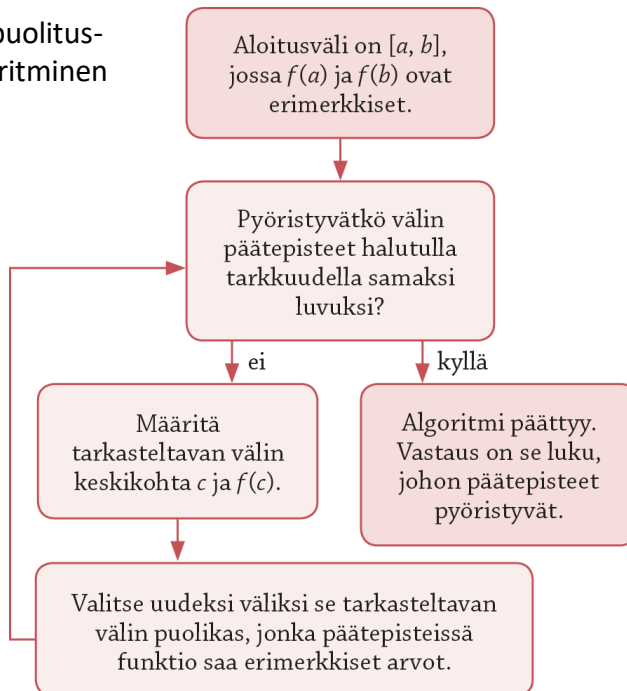 puolitus-
ritminen
Aloitusväli on [a, b],
jossa f(a) ja f(b) ovat
erimerkkiset.
Pyöristyvätkö välin
päätepisteet halutulla
tarkkuudella samaksi
luvuksi?
ei
kyllä
Määritä
tarkasteltavan välin
keskikohta c ja f(c).
Algoritmi päättyy.
Vastaus on se luku,
johon päätepisteet
pyöristyvät.
Valitse uudeksi väliksi se tarkasteltavan
välin puolikas, jonka päätepisteissä
funktio saa erimerkkiset arvot.